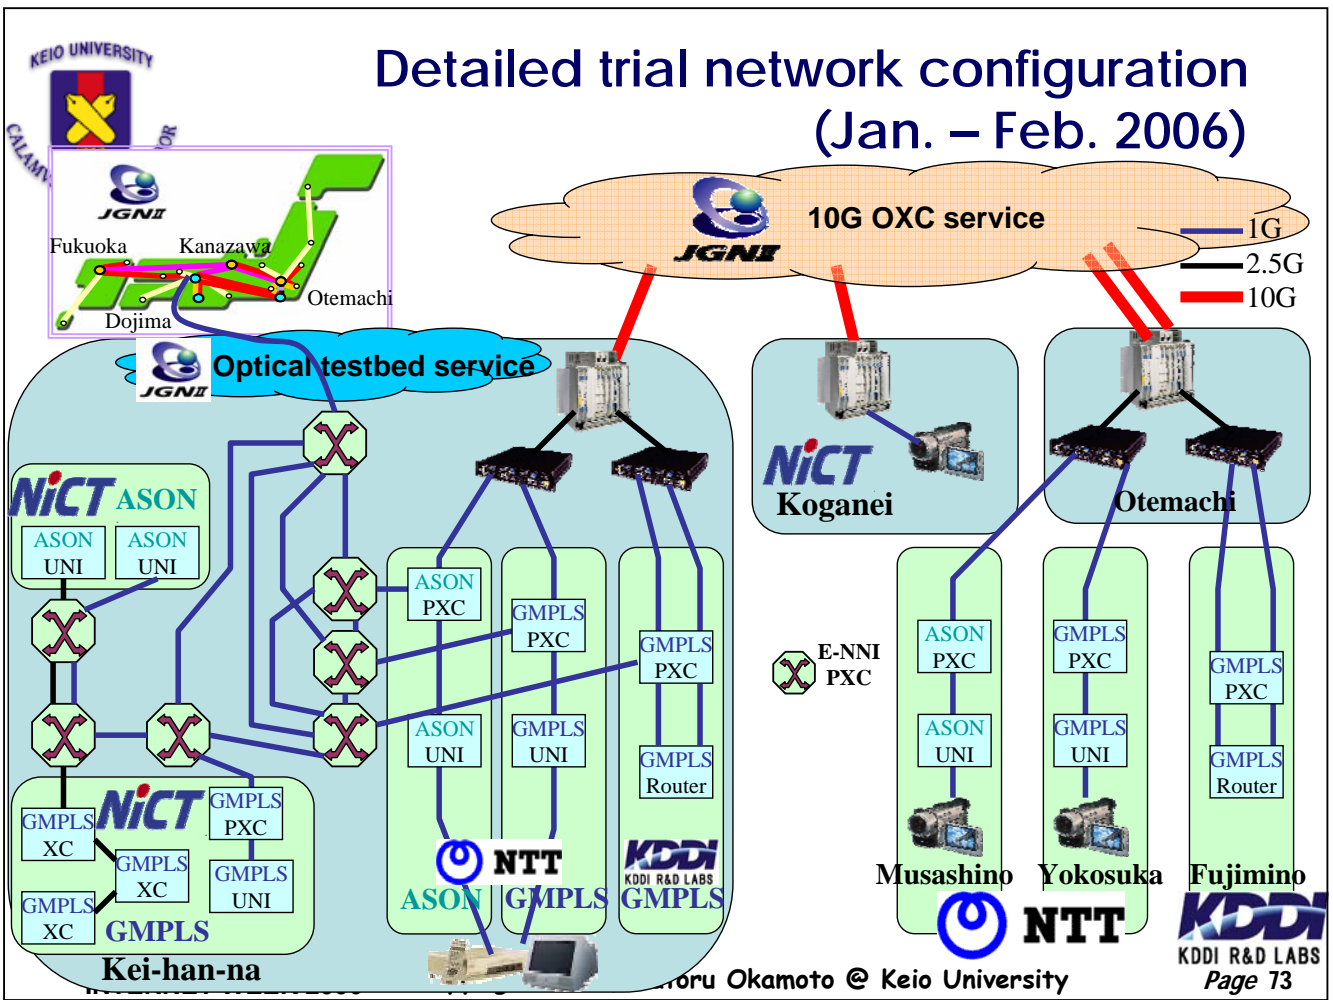 KEIO UNIVERSITY
Detailed trial network configuration
(Jan. – Feb. 2006)
JGNII
Fukuoka
Kanazawa
Otemachi
Dojima
JGNII
10G OXC service
1G
2.5G
10G
JGNII
Optical testbed service
NiCT
ASON
ASON
UNI
ASON
UNI
NiCT
Koganei
Otemachi
ASON
PXC
GMPLS
PXC
GMPLS
PXC
E-NNI
PXC
ASON
PXC
GMPLS
PXC
GMPLS
PXC
ASON
UNI
GMPLS
UNI
GMPLS
Router
ASON
UNI
GMPLS
UNI
GMPLS
Router
NiCT
GMPLS
XC
GMPLS
PXC
GMPLS
XC
GMPLS
UNI
GMPLS
XC
GMPLS
Kei-han-na
NTT
KDDI
KDDI R&D LABS
ASON
GMPLS
GMPLS
Musashino
Yokosuka
Fujimino
NTT
KDDI
KDDI R&D LABS
Okamoto @ Keio University
Page 73